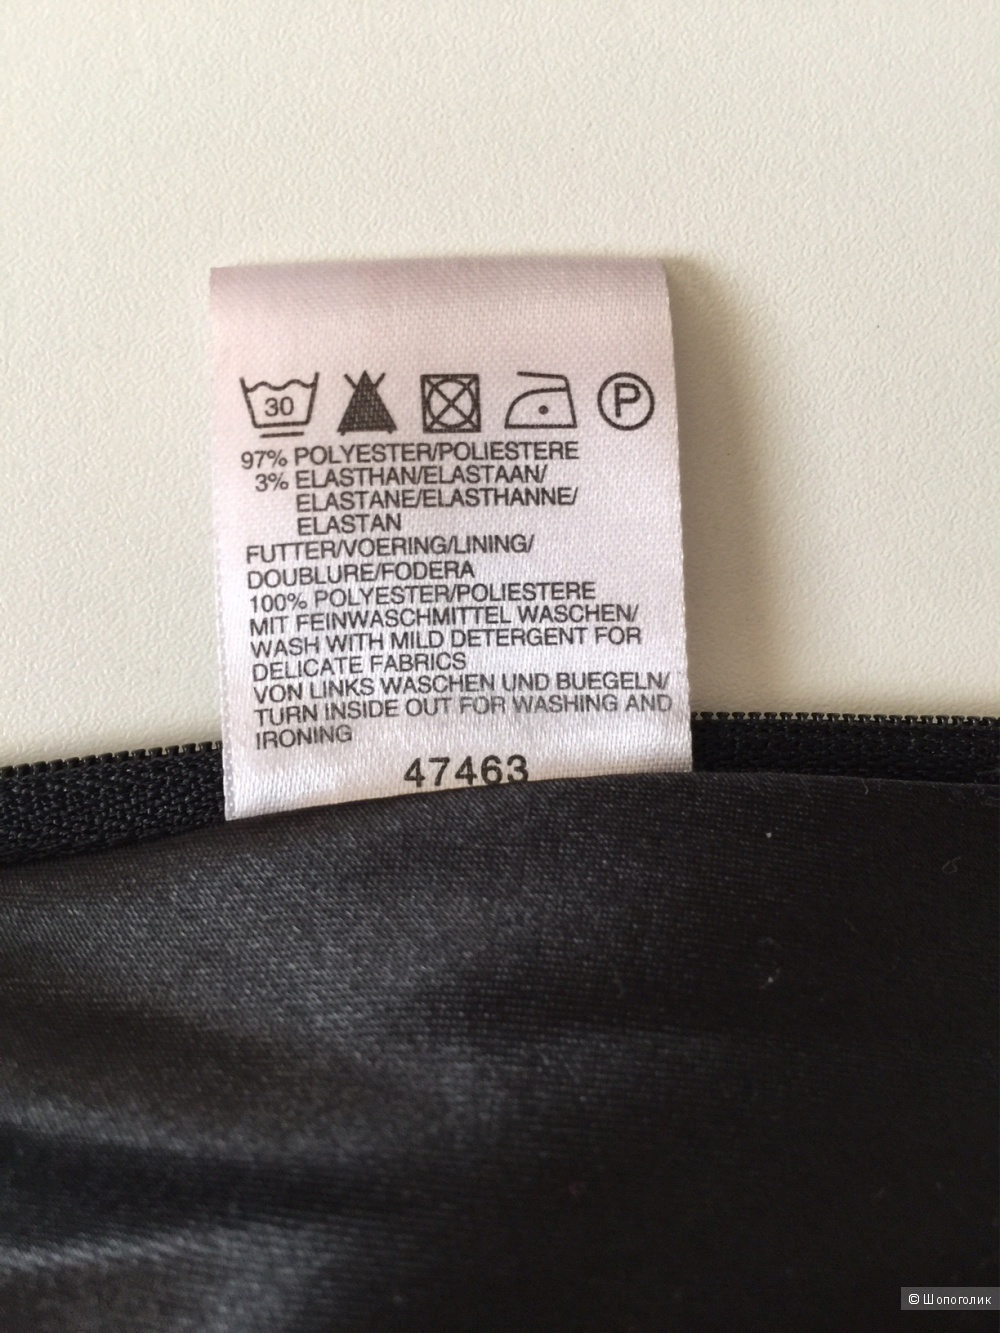 30
P
97% POLYESTER/POLIESTERE
3% ELASTHAN/ELASTAAN/
ELASTANE/ELASTHANNE/
ELASTAN
FUTTER/VOERING/LINING/
DOUBLURE/FODERA
100% POLYESTER/POLIESTERE
MIT FEINWASCHMITTEL WASCHEN/
WASH WITH MILD DETERGENT FOR
DELICATE FABRICS
VON LINKS WASCHEN UND BUEGELN/
TURN INSIDE OUT FOR WASHING AND
IRONING
47463
© Шопоголик